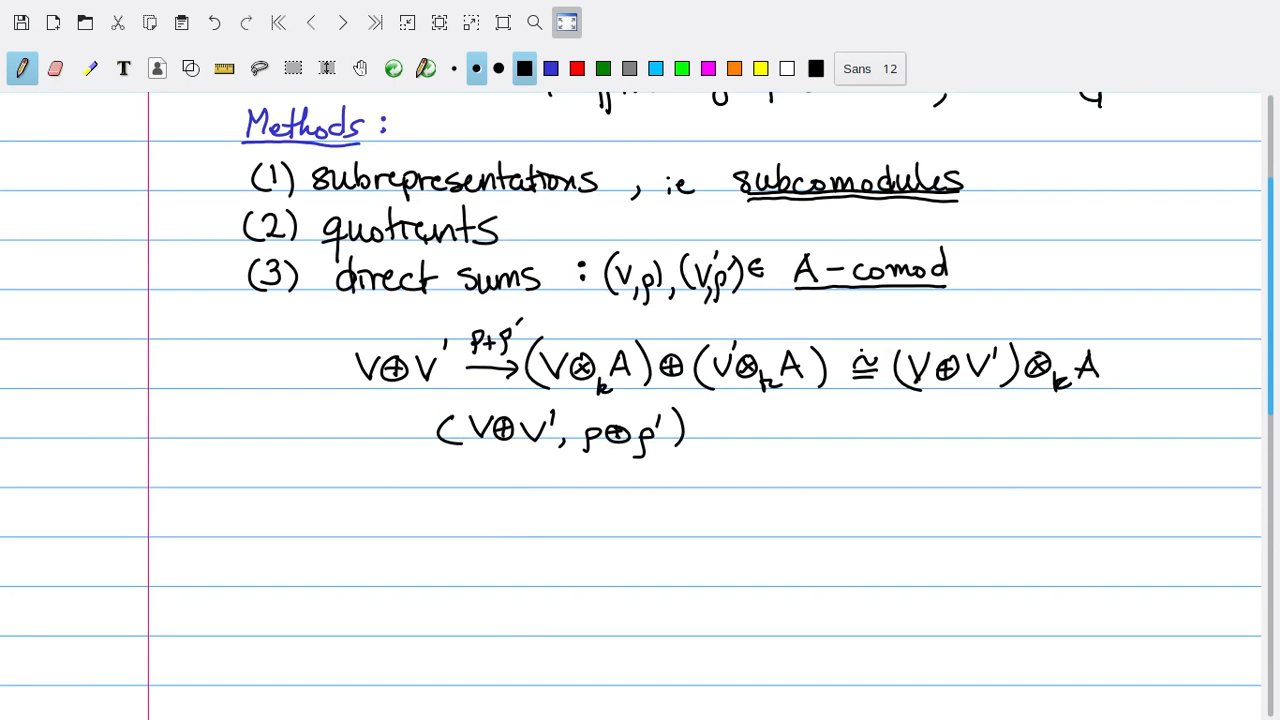 Sans 12
Methods:
(1) subrepresentations, ie subcomodules
(2) quotients
(3) direct sums : (V,ρ), (V',ρ') ∈ A-comod
V⊕V' —ρ+ρ'→ (V⊗ₖA)⊕(V'⊗ₖA) ≅ (V⊕V')⊗ₖA
(V⊕V', ρ⊕ρ')